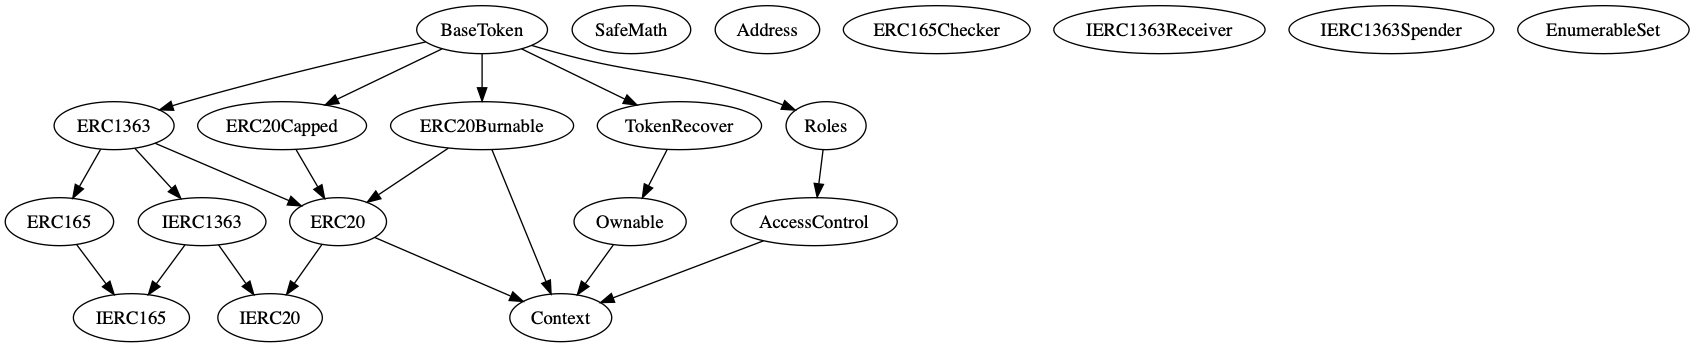 BaseToken
SafeMath
Address
ERC165Checker
IERC1363Receiver
IERC1363Spender
EnumerableSet
ERC1363
ERC20Capped
ERC20Burnable
TokenRecover
Roles
ERC165
IERC1363
ERC20
Ownable
AccessControl
IERC165
IERC20
Context